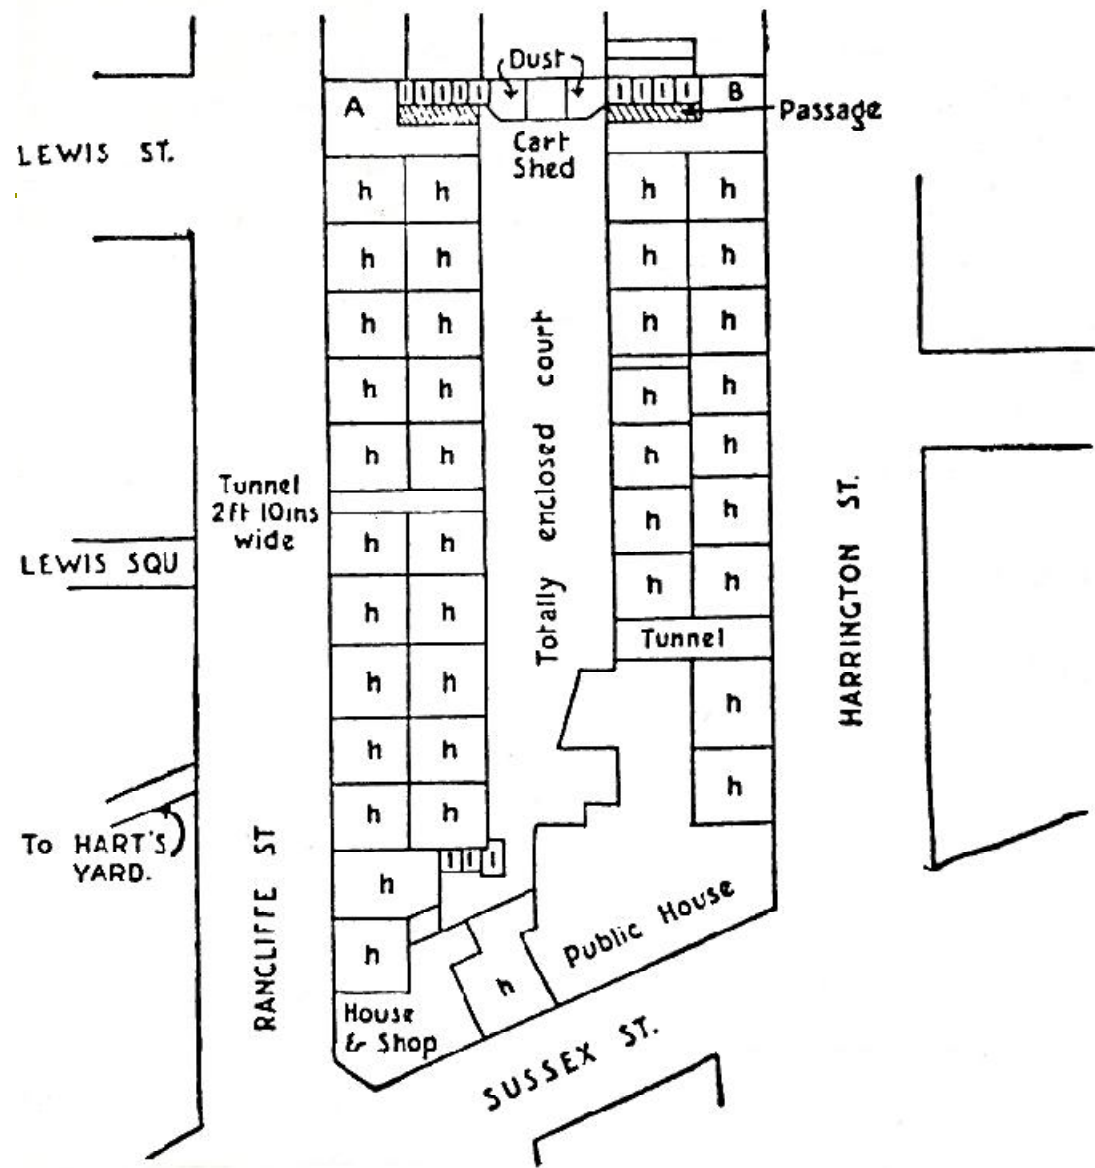 Dust
A
I I I I I
I I I I
B
Passage
Cart
Shed
LEWIS ST.
h h h h
h h h h
h h h h
h h h h
h h h h
Tunnel
2ft 10ins
wide
Totally enclosed court
h h h h
LEWIS SQU
h h h h
Tunnel
HARRINGTON ST.
h h h
h h h
h h
To HART'S
YARD.
RANCLIFFE ST
h
I I I
h
h
Public House
House
& Shop
SUSSEX ST.